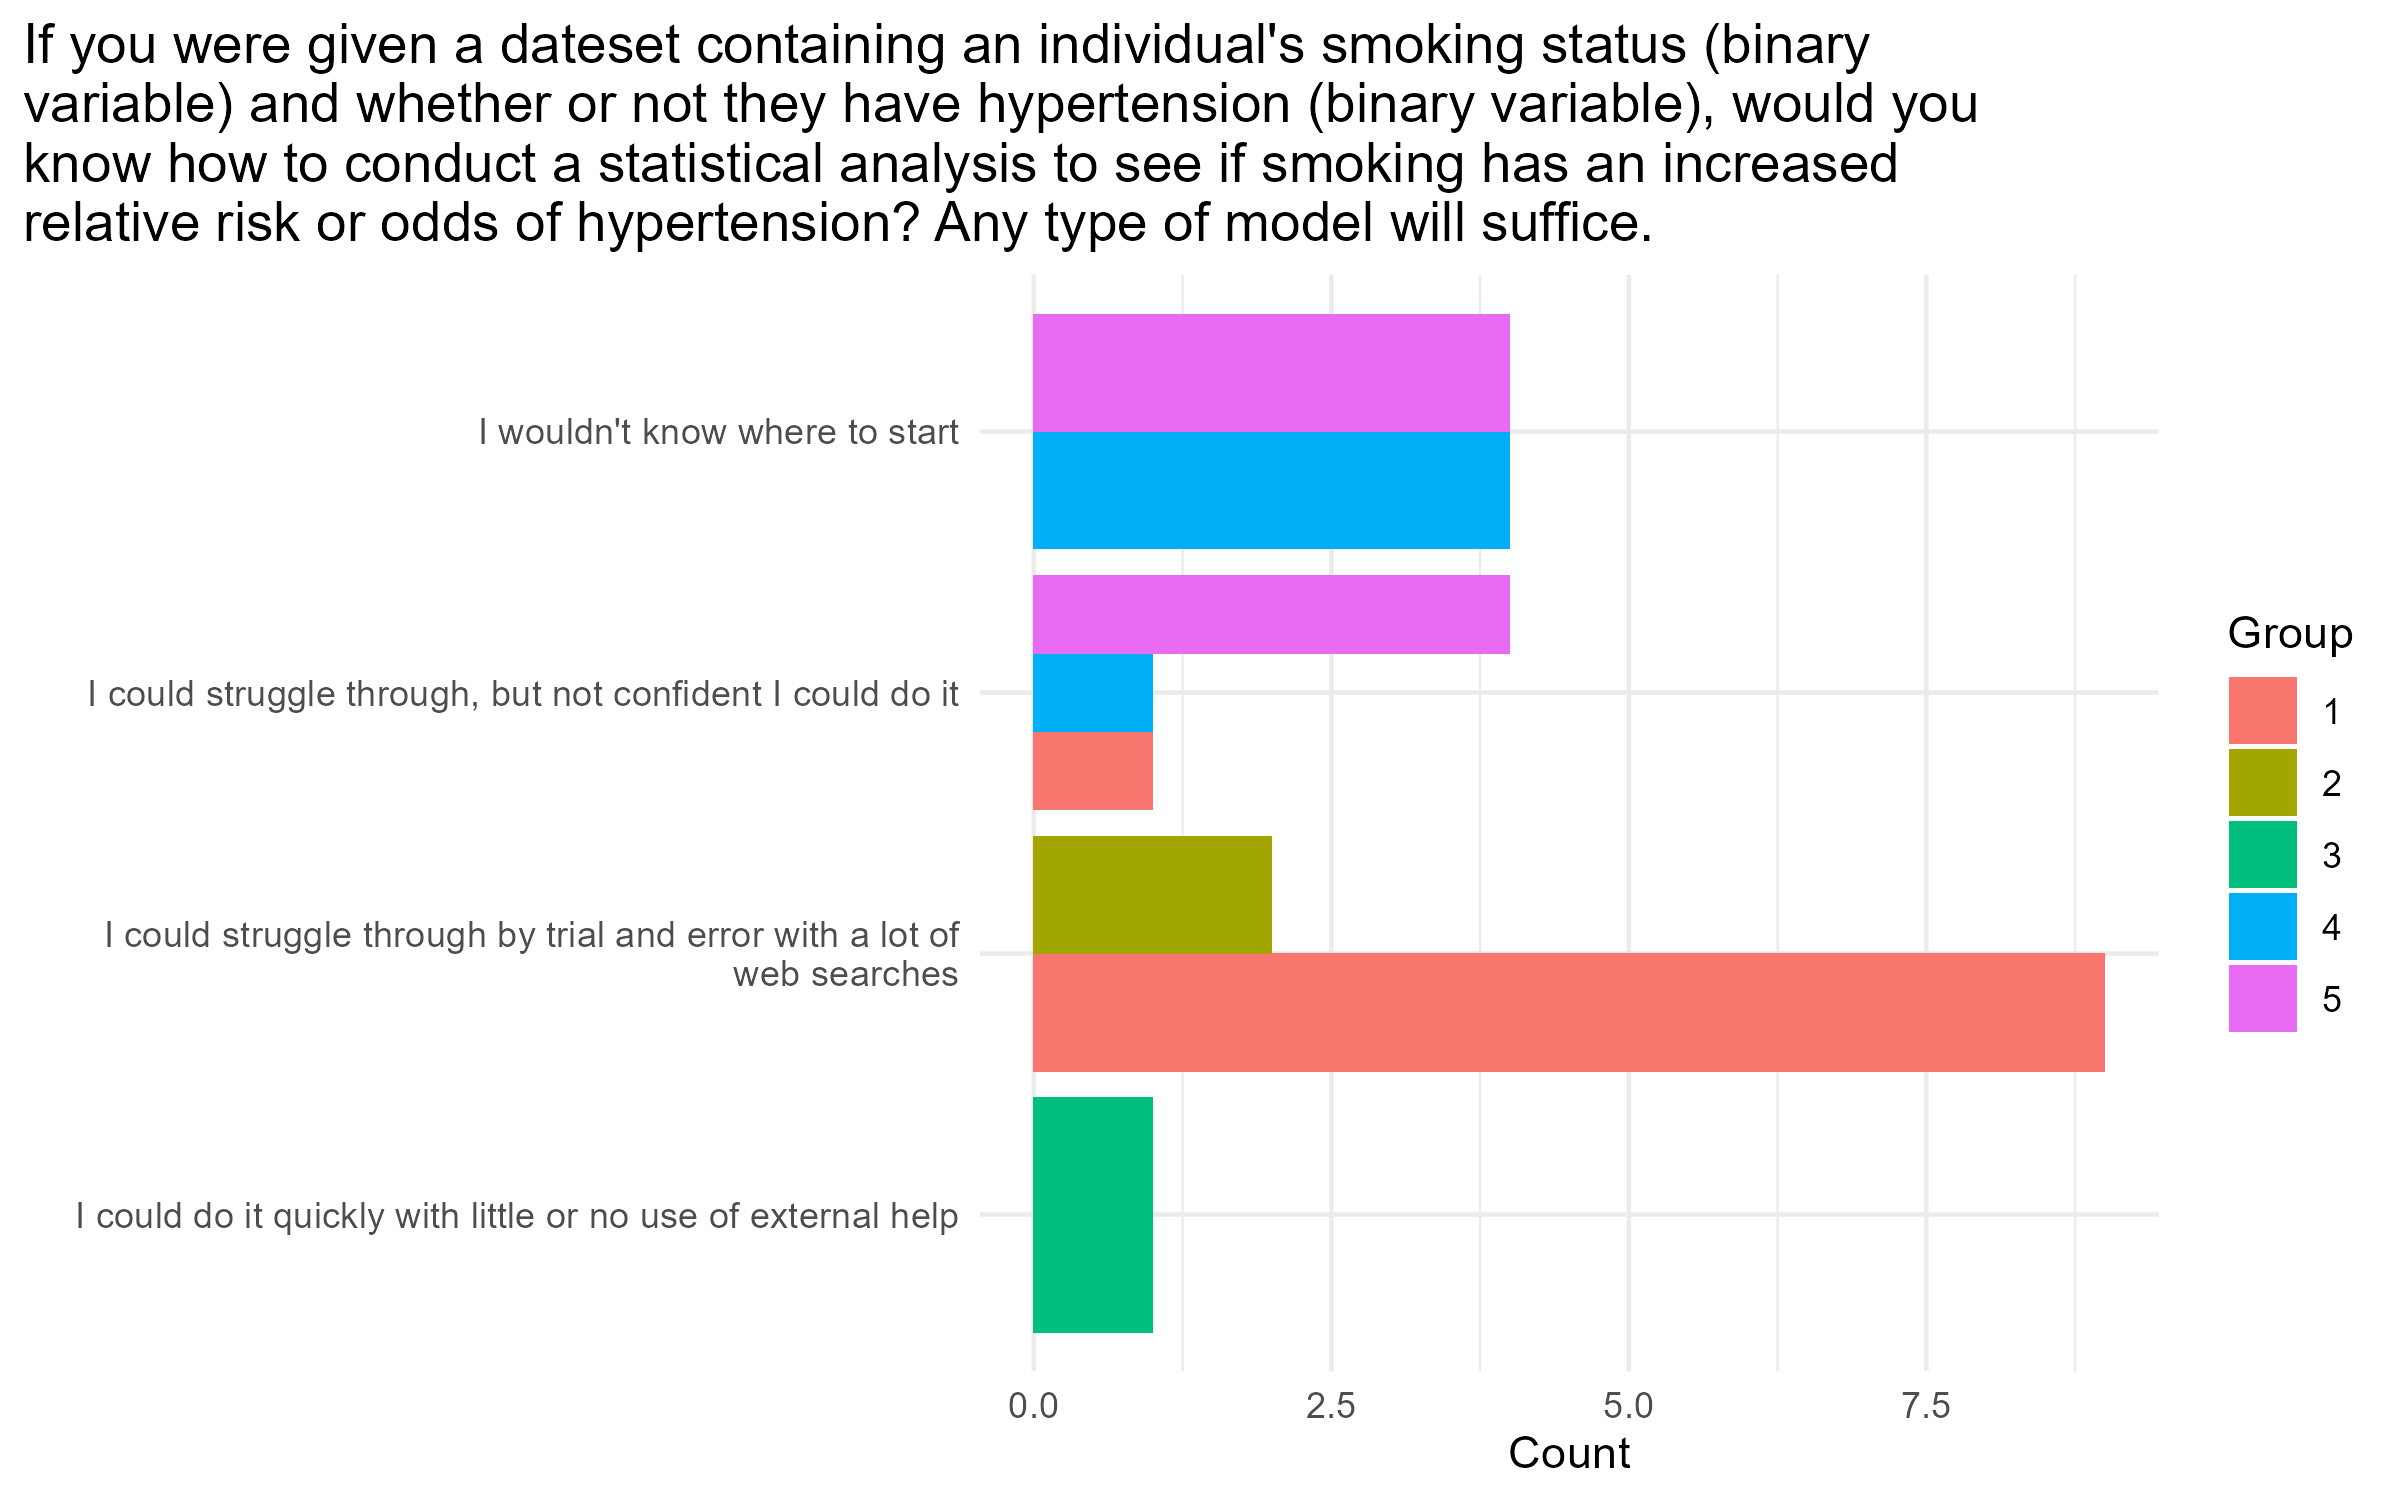 If you were given a dateset containing an individual's smoking status (binary
variable) and whether or not they have hypertension (binary variable), would you
know how to conduct a statistical analysis to see if smoking has an increased
relative risk or odds of hypertension? Any type of model will suffice.
I wouldn't know where to start
I could struggle through, but not confident I could do it
I could struggle through by trial and error with a lot of
web searches
I could do it quickly with little or no use of external help
0.0
2.5
5.0
7.5
Count
Group
1
2
3
4
5